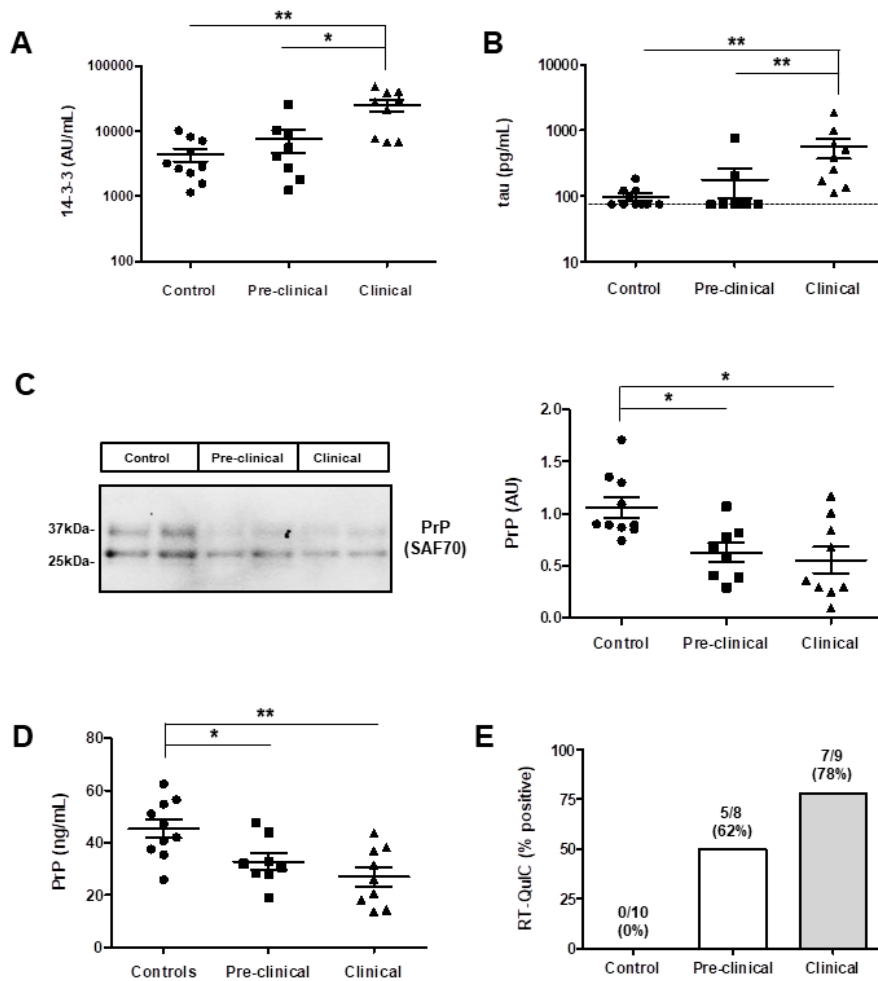 A
**
*
14-3-3 (AU/mL)
100000
10000
1000
100
Control
Pre-clinical
Clinical
B
**
**
tau (pg/mL)
10000
1000
100
10
Control
Pre-clinical
Clinical
C
Control
Pre-clinical
Clinical
37kDa-
25kDa-
PrP
(SAF70)
*
*
PrP (AU)
2.0
1.5
1.0
0.5
0.0
Control
Pre-clinical
Clinical
D
**
*
PrP (ng/mL)
80
60
40
20
0
Controls
Pre-clinical
Clinical
E
RT-QuIC (% positive)
100
75
50
25
0
0/10
(0%)
5/8
(62%)
7/9
(78%)
Control
Pre-clinical
Clinical